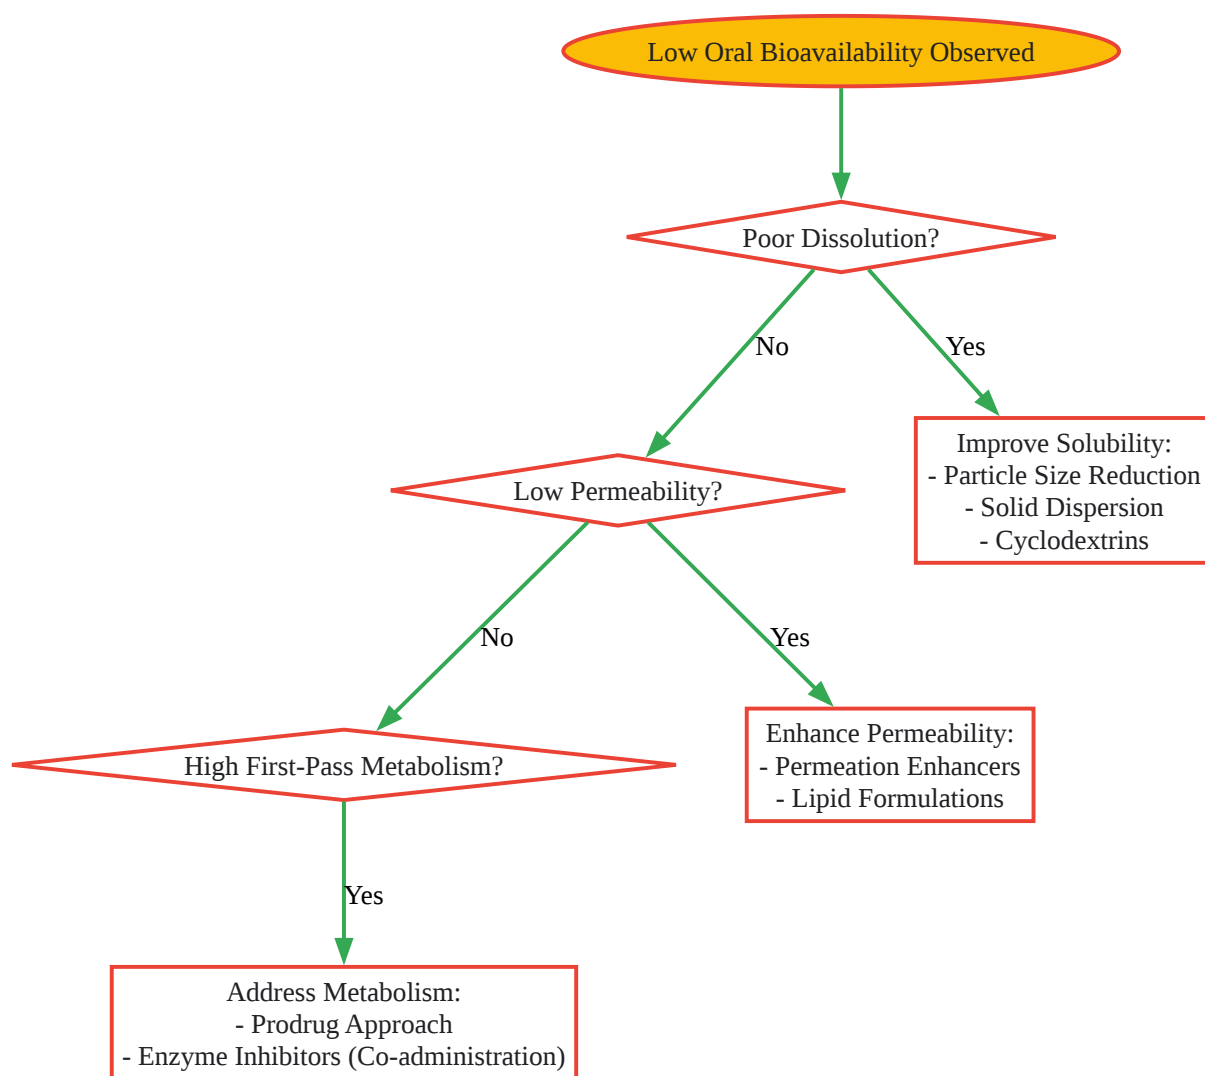 Low Oral Bioavailability Observed
Poor Dissolution?
No
Yes
Improve Solubility:
- Particle Size Reduction
- Solid Dispersion
- Cyclodextrins
Low Permeability?
No
Yes
Enhance Permeability:
- Permeation Enhancers
- Lipid Formulations
High First-Pass Metabolism?
Yes
Address Metabolism:
- Prodrug Approach
- Enzyme Inhibitors (Co-administration)